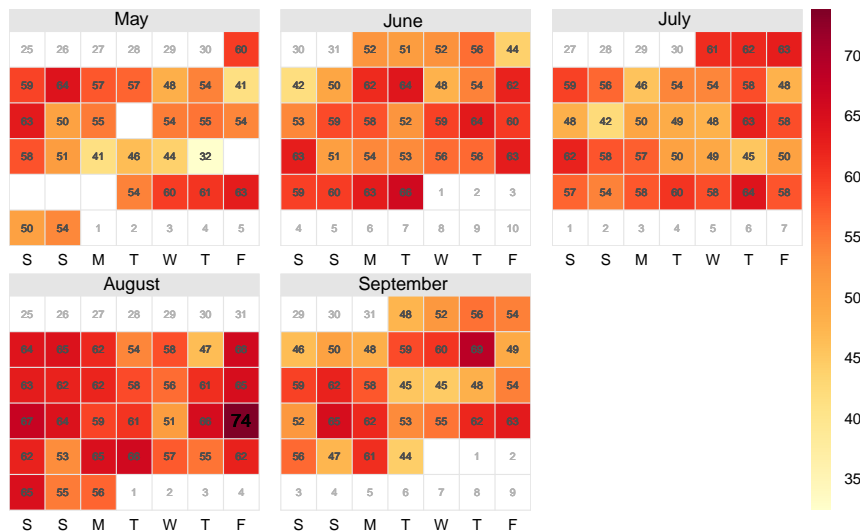 May
25 26 27 28 29 30 60
59 64 57 57 48 54 41
63 50 55 54 55 54
58 51 41 46 44 32
54 60 61 63
50 54 1 2 3 4 5
S S M T W T F
June
30 31 52 51 52 56 44
42 50 62 64 48 54 62
53 59 58 52 59 64 60
63 51 54 53 56 56 63
59 60 63 66 1 2 3
4 5 6 7 8 9 10
S S M T W T F
July
27 28 29 30 61 62 63
59 56 46 54 54 58 48
48 42 50 49 48 63 58
62 58 57 50 49 45 50
57 54 58 60 58 64 58
1 2 3 4 5 6 7
S S M T W T F
August
25 26 27 28 29 30 31
64 65 62 54 58 47
63 62 62 58 56 61 65
67 64 59 61 51 74
62 53 65 57 55 62
55 56 1 2 3 4
S S M T W T F
September
29 30 31 48 52 56 54
46 50 48 59 60 69 49
59 62 58 45 45 48 54
52 62 53 55 62 63
56 47 61 44 1 2
3 4 5 6 7 8 9
S S M T W T F
70
65
60
55
50
45
40
35